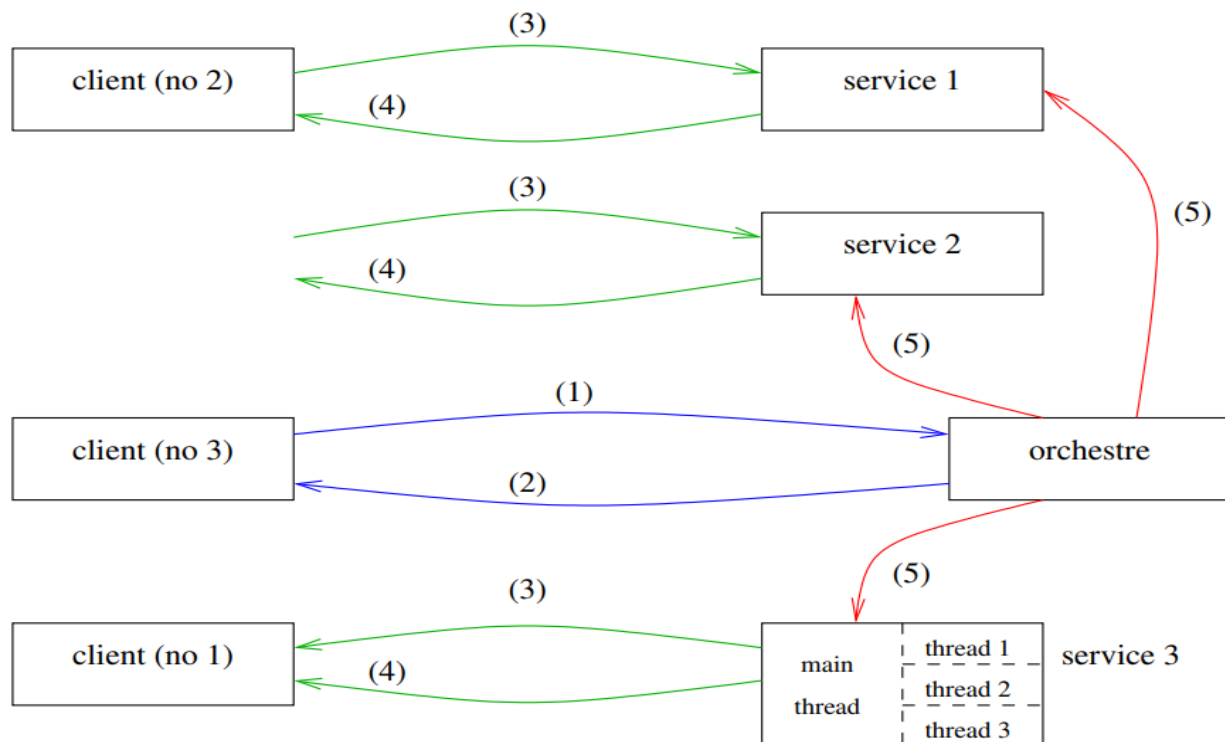 (3)
client (no 2)
service 1
(4)
(5)
(3)
service 2
(4)
(5)
(1)
client (no 3)
orchestre
(2)
(5)
(3)
client (no 1)
(4)
main
thread
thread 1
thread 2
thread 3
service 3